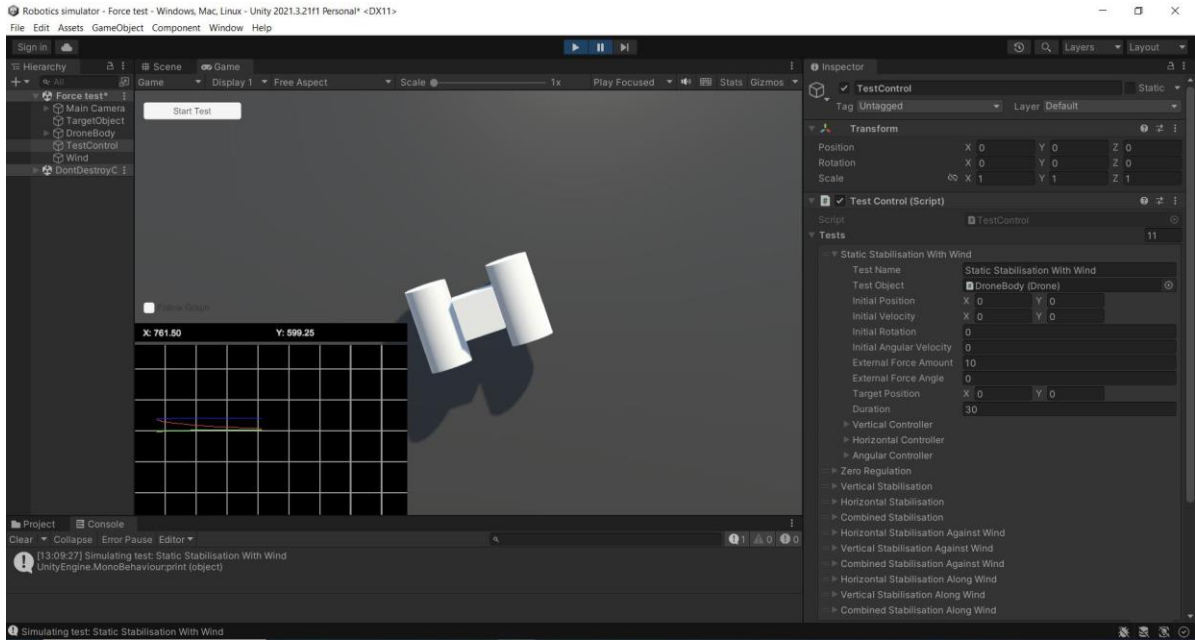 Robotics simulator - Force test - Windows, Mac, Linux - Unity 2021.3.21f1 Personal* <DX11>
File Edit Assets GameObject Component Window Help
Sign in
Layers
Layout
Hierarchy
All
Force test*
Main Camera
TargetObject
DroneBody
TestControl
Wind
DontDestroyC
Scene Game
Game Display 1 Free Aspect Scale 1x Play Focused Stats Gizmos
Start Test
Follow Graph
X: 761.50 Y: 599.25
Project Console
Clear Collapse Error Pause Editor 1 0 0
[13:09:27] Simulating test: Static Stabilisation With Wind
UnityEngine.MonoBehaviour:print (object)
Simulating test: Static Stabilisation With Wind
Inspector
TestControl Static
Tag Untagged Layer Default
Transform
Position X 0 Y 0 Z 0
Rotation X 0 Y 0 Z 0
Scale X 1 Y 1 Z 1
Test Control (Script)
Script TestControl
Tests 11
Static Stabilisation With Wind
Test Name Static Stabilisation With Wind
Test Object DroneBody (Drone)
Initial Position X 0 Y 0
Initial Velocity X 0 Y 0
Initial Rotation 0
Initial Angular Velocity 0
External Force Amount 10
External Force Angle 0
Target Position X 0 Y 0
Duration 30
Vertical Controller
Horizontal Controller
Angular Controller
Zero Regulation
Vertical Stabilisation
Horizontal Stabilisation
Combined Stabilisation
Horizontal Stabilisation Against Wind
Vertical Stabilisation Against Wind
Combined Stabilisation Against Wind
Horizontal Stabilisation Along Wind
Vertical Stabilisation Along Wind
Combined Stabilisation Along Wind